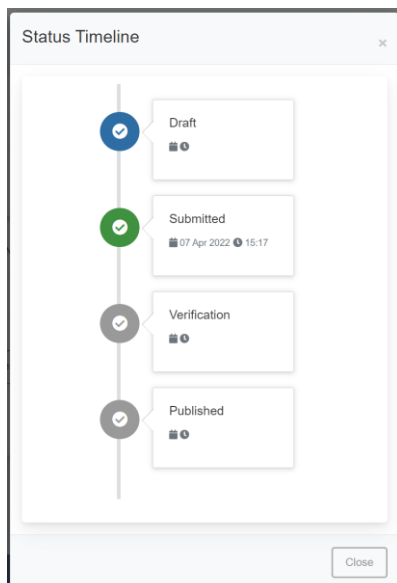 Status Timeline
×
Draft
Submitted
07 Apr 2022 15:17
Verification
Published
Close